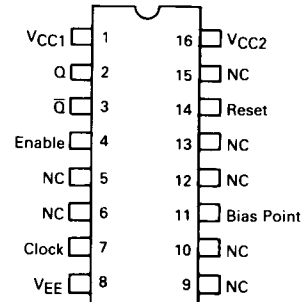 VCC1 1 16 VCC2
Q 2 15 NC
Q̅ 3 14 Reset
Enable 4 13 NC
NC 5 12 NC
NC 6 11 Bias Point
Clock 7 10 NC
VEE 8 9 NC